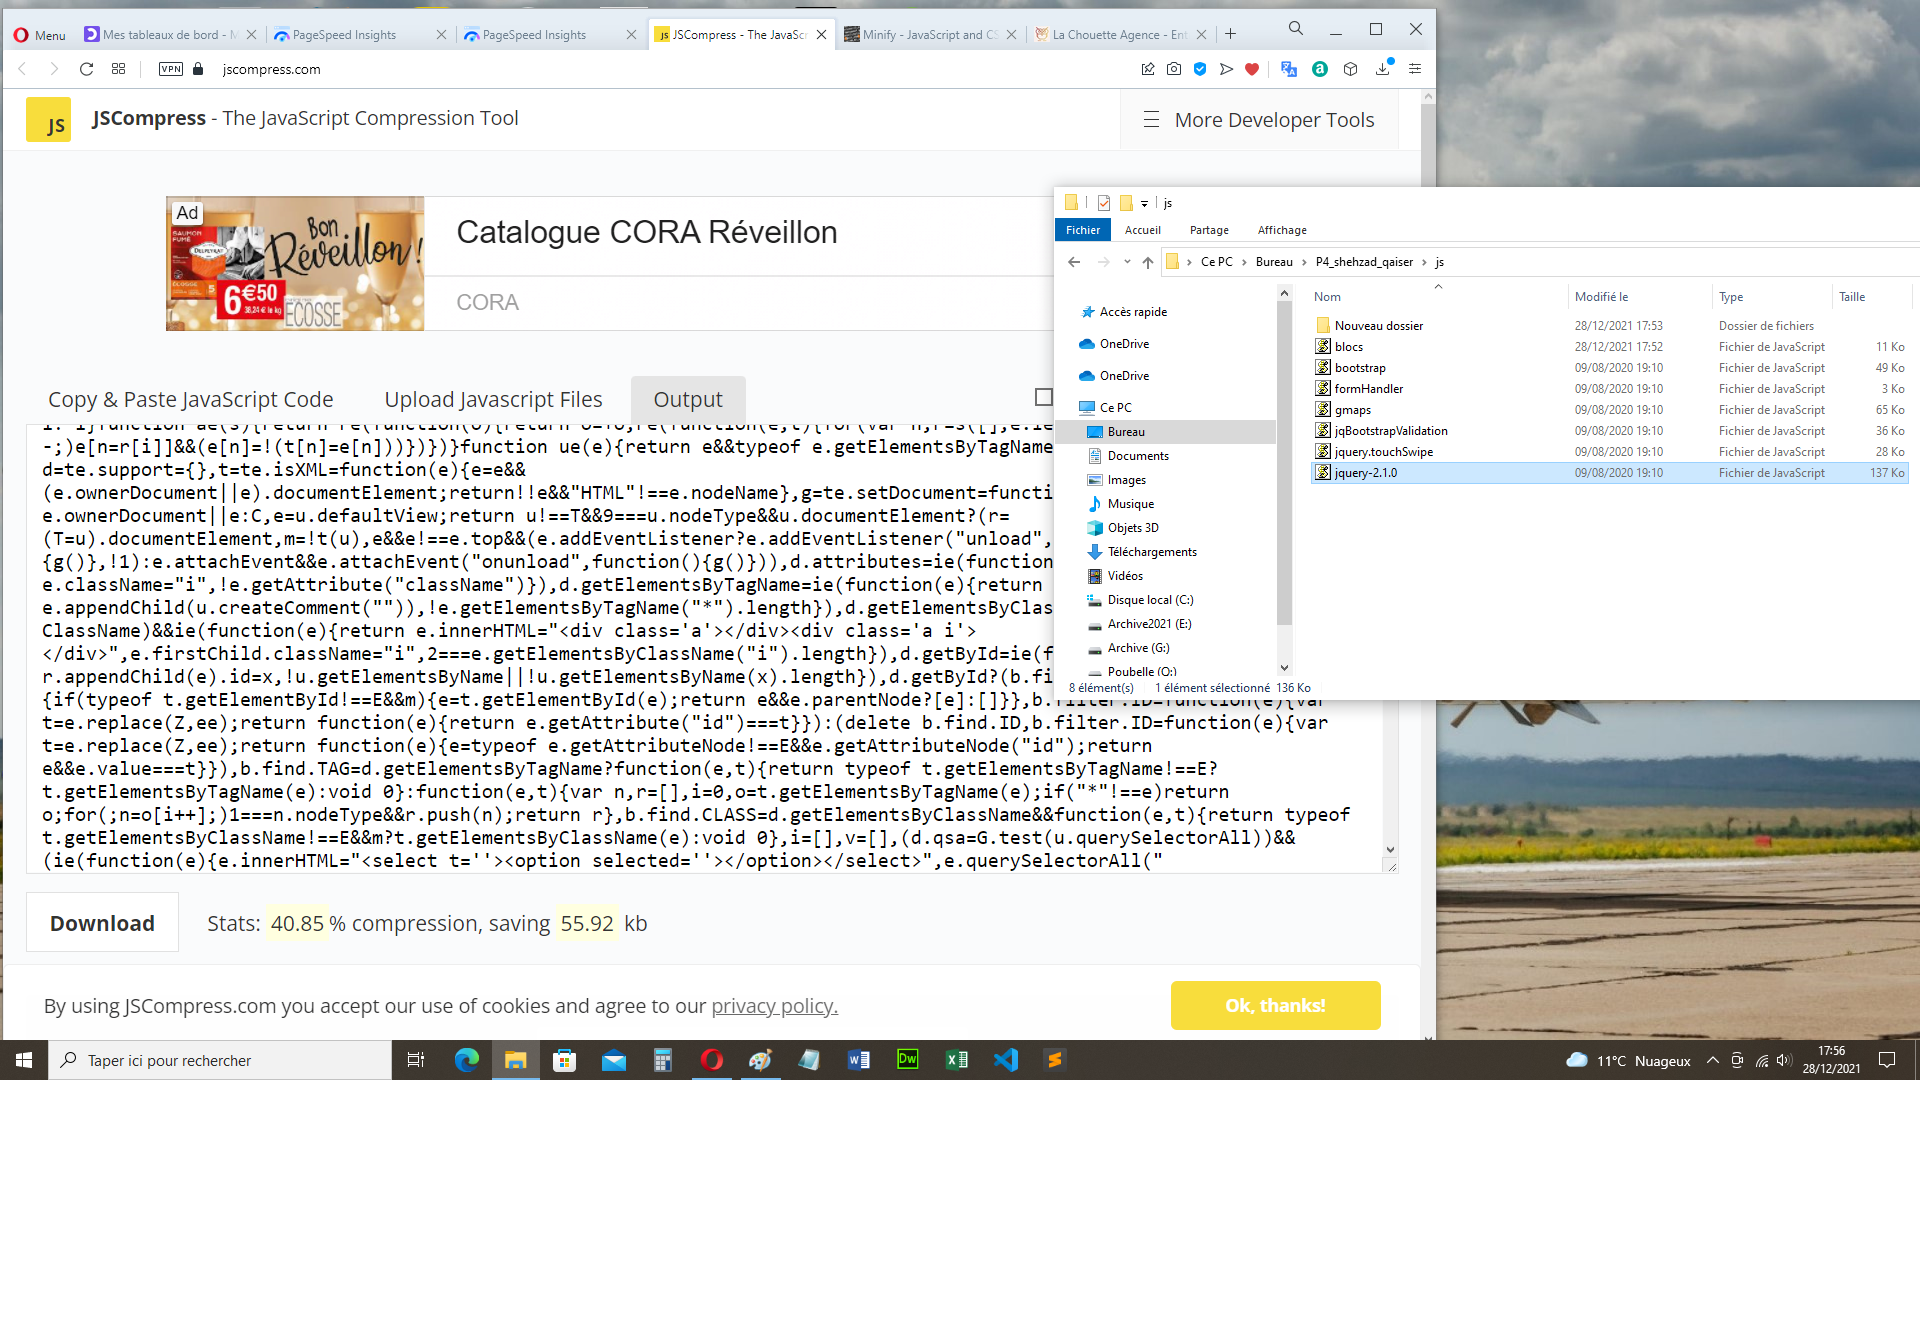 Menu
Mes tableaux de bord - M
PageSpeed Insights
PageSpeed Insights
JSCompress - The JavaScr
Minify - JavaScript and CS
La Chouette Agence - Ent
VPN
jscompress.com
JS
JSCompress - The JavaScript Compression Tool
More Developer Tools
Ad
BON Réveillon!
SAUMON FUMÉ
DELPEYRAT
6€50
38,24 € le kg
ECOSSE
Catalogue CORA Réveillon
CORA
Copy & Paste JavaScript Code
Upload Javascript Files
Output
-;)e[n=r[i]]&&(e[n]=!(t[n]=e[n]))})})}function ue(e){return e&&typeof e.getElementsByTagName
d=te.support={},t=te.isXML=function(e){e=e&&
(e.ownerDocument||e).documentElement;return!!e&&"HTML"!==e.nodeName},g=te.setDocument=functi
e.ownerDocument||e:C,e=u.defaultView;return u!==T&&9===u.nodeType&&u.documentElement?(r=
(T=u).documentElement,m=!t(u),e&&e!==e.top&&(e.addEventListener?e.addEventListener("unload",
{g()},!1):e.attachEvent&&e.attachEvent("onunload",function(){g()})),d.attributes=ie(function
e.className="i",!e.getAttribute("className")}),d.getElementsByTagName=ie(function(e){return
e.appendChild(u.createComment("")),!e.getElementsByTagName("*").length}),d.getElementsByClas
ClassName)&&ie(function(e){return e.innerHTML="<div class='a'></div><div class='a i'>
</div>",e.firstChild.className="i",2===e.getElementsByClassName("i").length}),d.getById=ie(f
r.appendChild(e).id=x,!u.getElementsByName||!u.getElementsByName(x).length}),d.getById?(b.fi
{if(typeof t.getElementById!==E&&m){e=t.getElementById(e);return e&&e.parentNode?[e]:[]}},b.filter.ID=function(e){var
t=e.replace(Z,ee);return function(e){return e.getAttribute("id")===t}}):(delete b.find.ID,b.filter.ID=function(e){var
t=e.replace(Z,ee);return function(e){e=typeof e.getAttributeNode!==E&&e.getAttributeNode("id");return
e&&e.value===t}}),b.find.TAG=d.getElementsByTagName?function(e,t){return typeof t.getElementsByTagName!==E?
t.getElementsByTagName(e):void 0}:function(e,t){var n,r=[],i=0,o=t.getElementsByTagName(e);if("*"!==e)return
o;for(;n=o[i++];)1===n.nodeType&&r.push(n);return r},b.find.CLASS=d.getElementsByClassName&&function(e,t){return typeof
t.getElementsByClassName!==E&&m?t.getElementsByClassName(e):void 0},i=[],v=[],(d.qsa=G.test(u.querySelectorAll))&&
(ie(function(e){e.innerHTML="<select t=''><option selected=''></option></select>",e.querySelectorAll("
Download
Stats: 40.85 % compression, saving 55.92 kb
By using JSCompress.com you accept our use of cookies and agree to our privacy policy.
Ok, thanks!
js
Fichier
Accueil
Partage
Affichage
Ce PC
Bureau
P4_shehzad_qaiser
js
Accès rapide
OneDrive
OneDrive
Ce PC
Bureau
Documents
Images
Musique
Objets 3D
Téléchargements
Vidéos
Disque local (C:)
Archive2021 (E:)
Archive (G:)
Poubelle (O:)
Nom Modifié le Type Taille
Nouveau dossier 28/12/2021 17:53 Dossier de fichiers
blocs 28/12/2021 17:52 Fichier de JavaScript 11 Ko
bootstrap 09/08/2020 19:10 Fichier de JavaScript 49 Ko
formHandler 09/08/2020 19:10 Fichier de JavaScript 3 Ko
gmaps 09/08/2020 19:10 Fichier de JavaScript 65 Ko
jqBootstrapValidation 09/08/2020 19:10 Fichier de JavaScript 36 Ko
jquery.touchSwipe 09/08/2020 19:10 Fichier de JavaScript 28 Ko
jquery-2.1.0 09/08/2020 19:10 Fichier de JavaScript 137 Ko
8 élément(s) 1 élément sélectionné 136 Ko
Taper ici pour rechercher
Dw
11°C Nuageux
17:56
28/12/2021